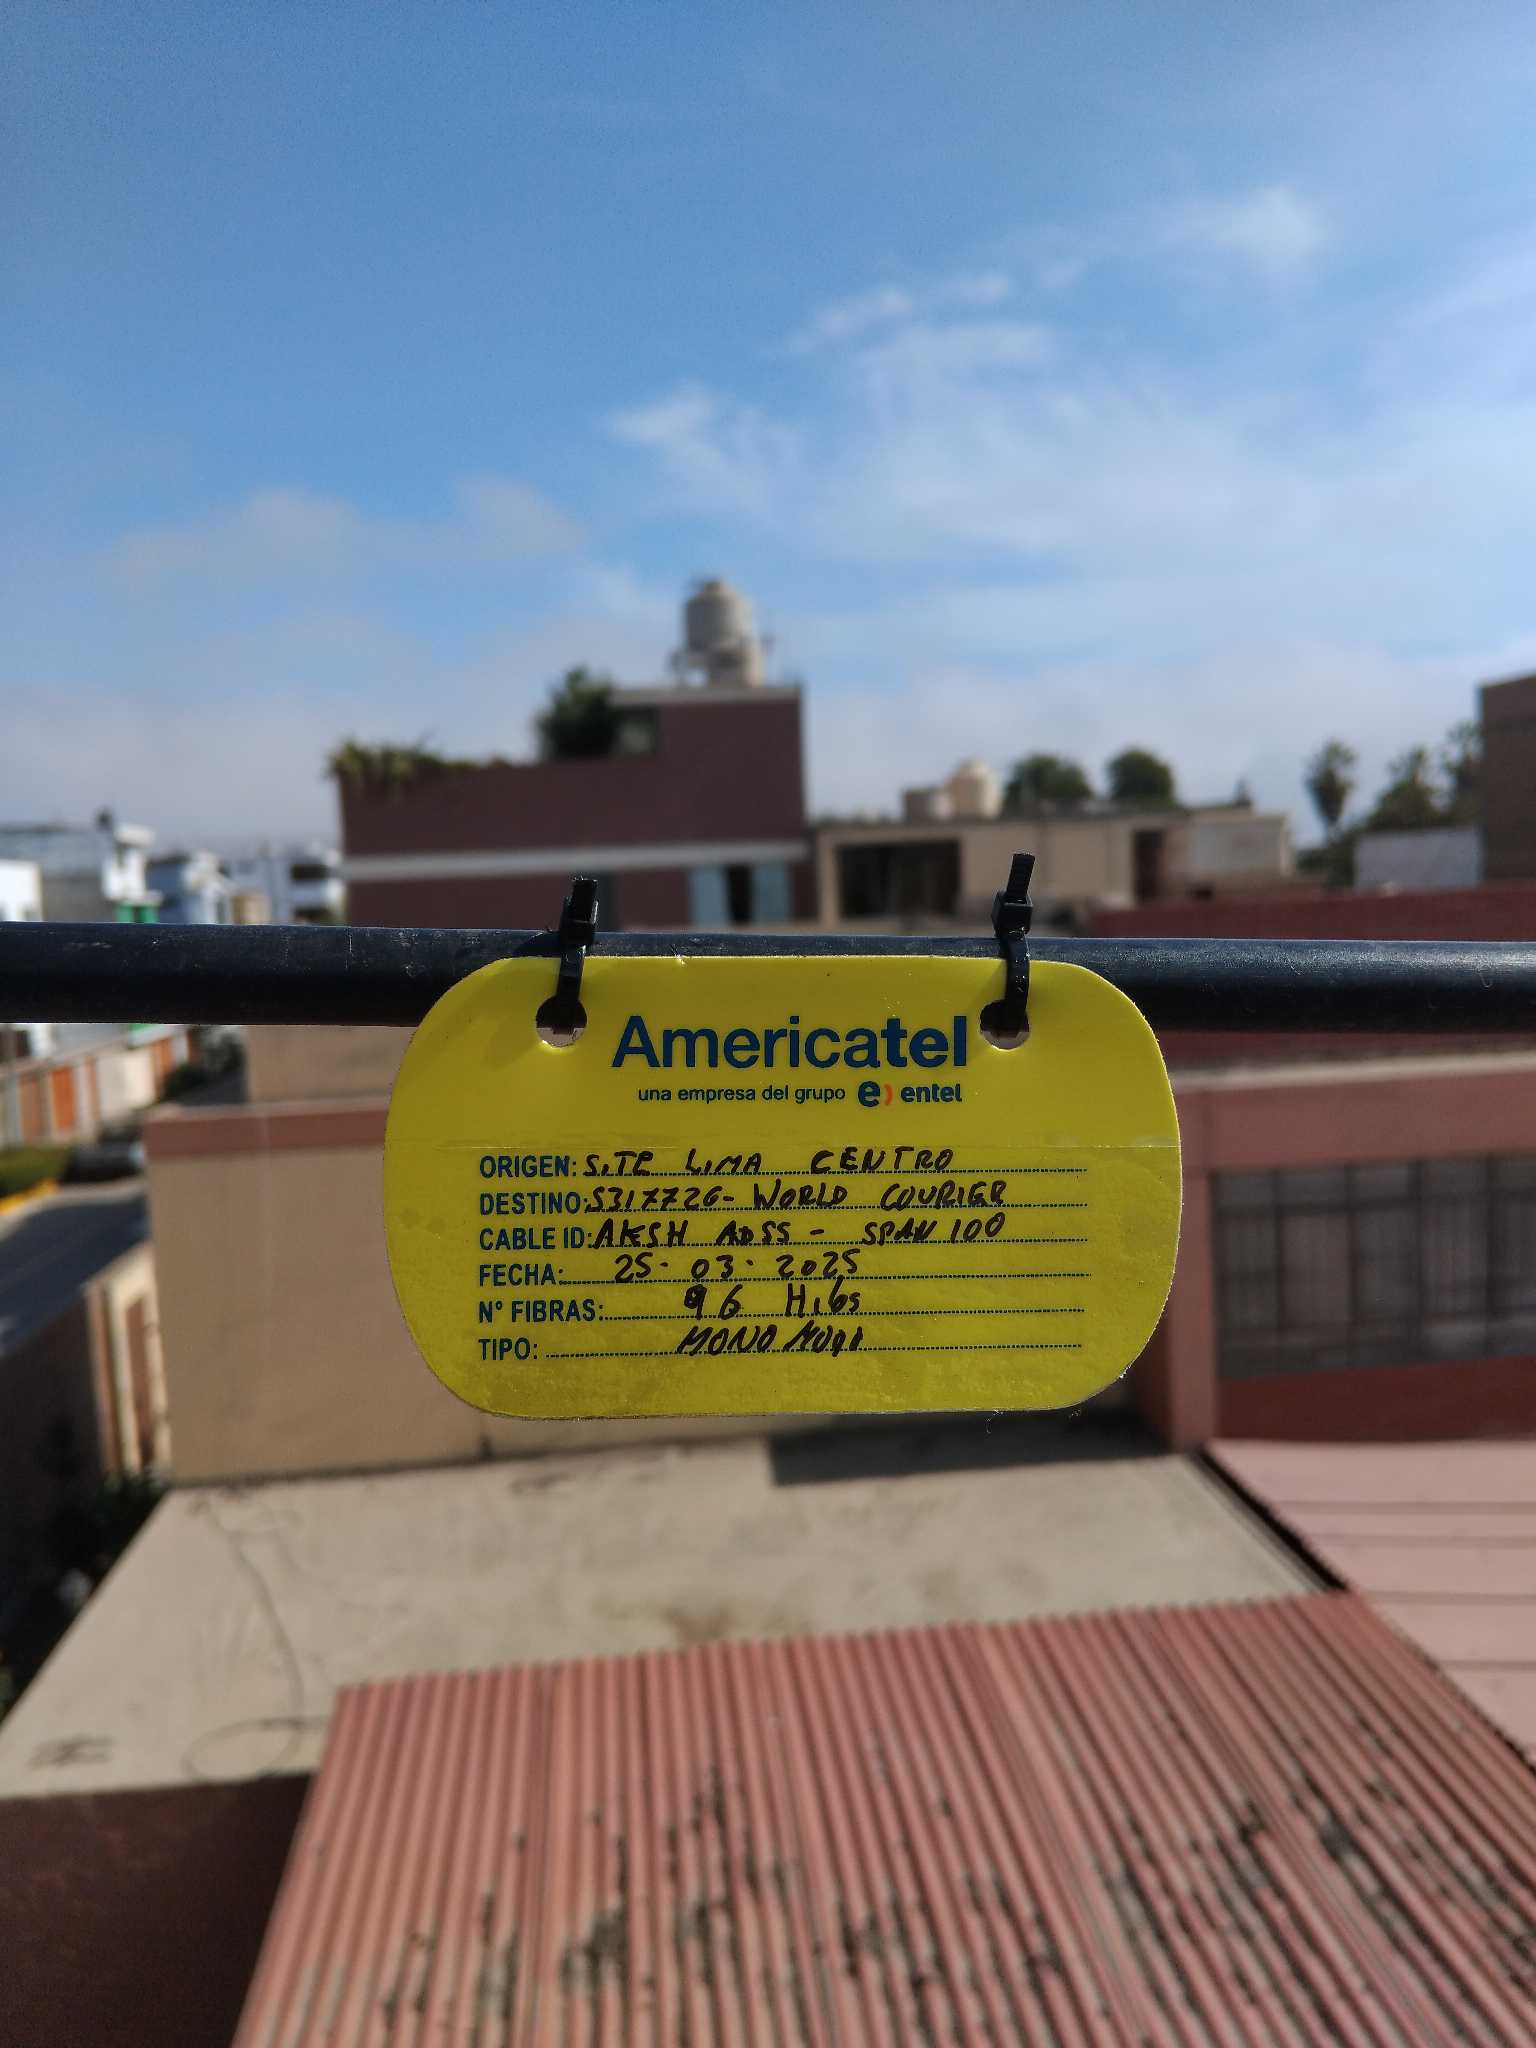 Americatel
una empresa del grupo e) entel
ORIGEN: SITE LIMA CENTRO
DESTINO: S317726- WORLD COURIER
CABLE ID: AKSH ADSS - SPAN 100
FECHA: 25. 03. 2025
N° FIBRAS: 96 Hilos
TIPO: MONO MODO